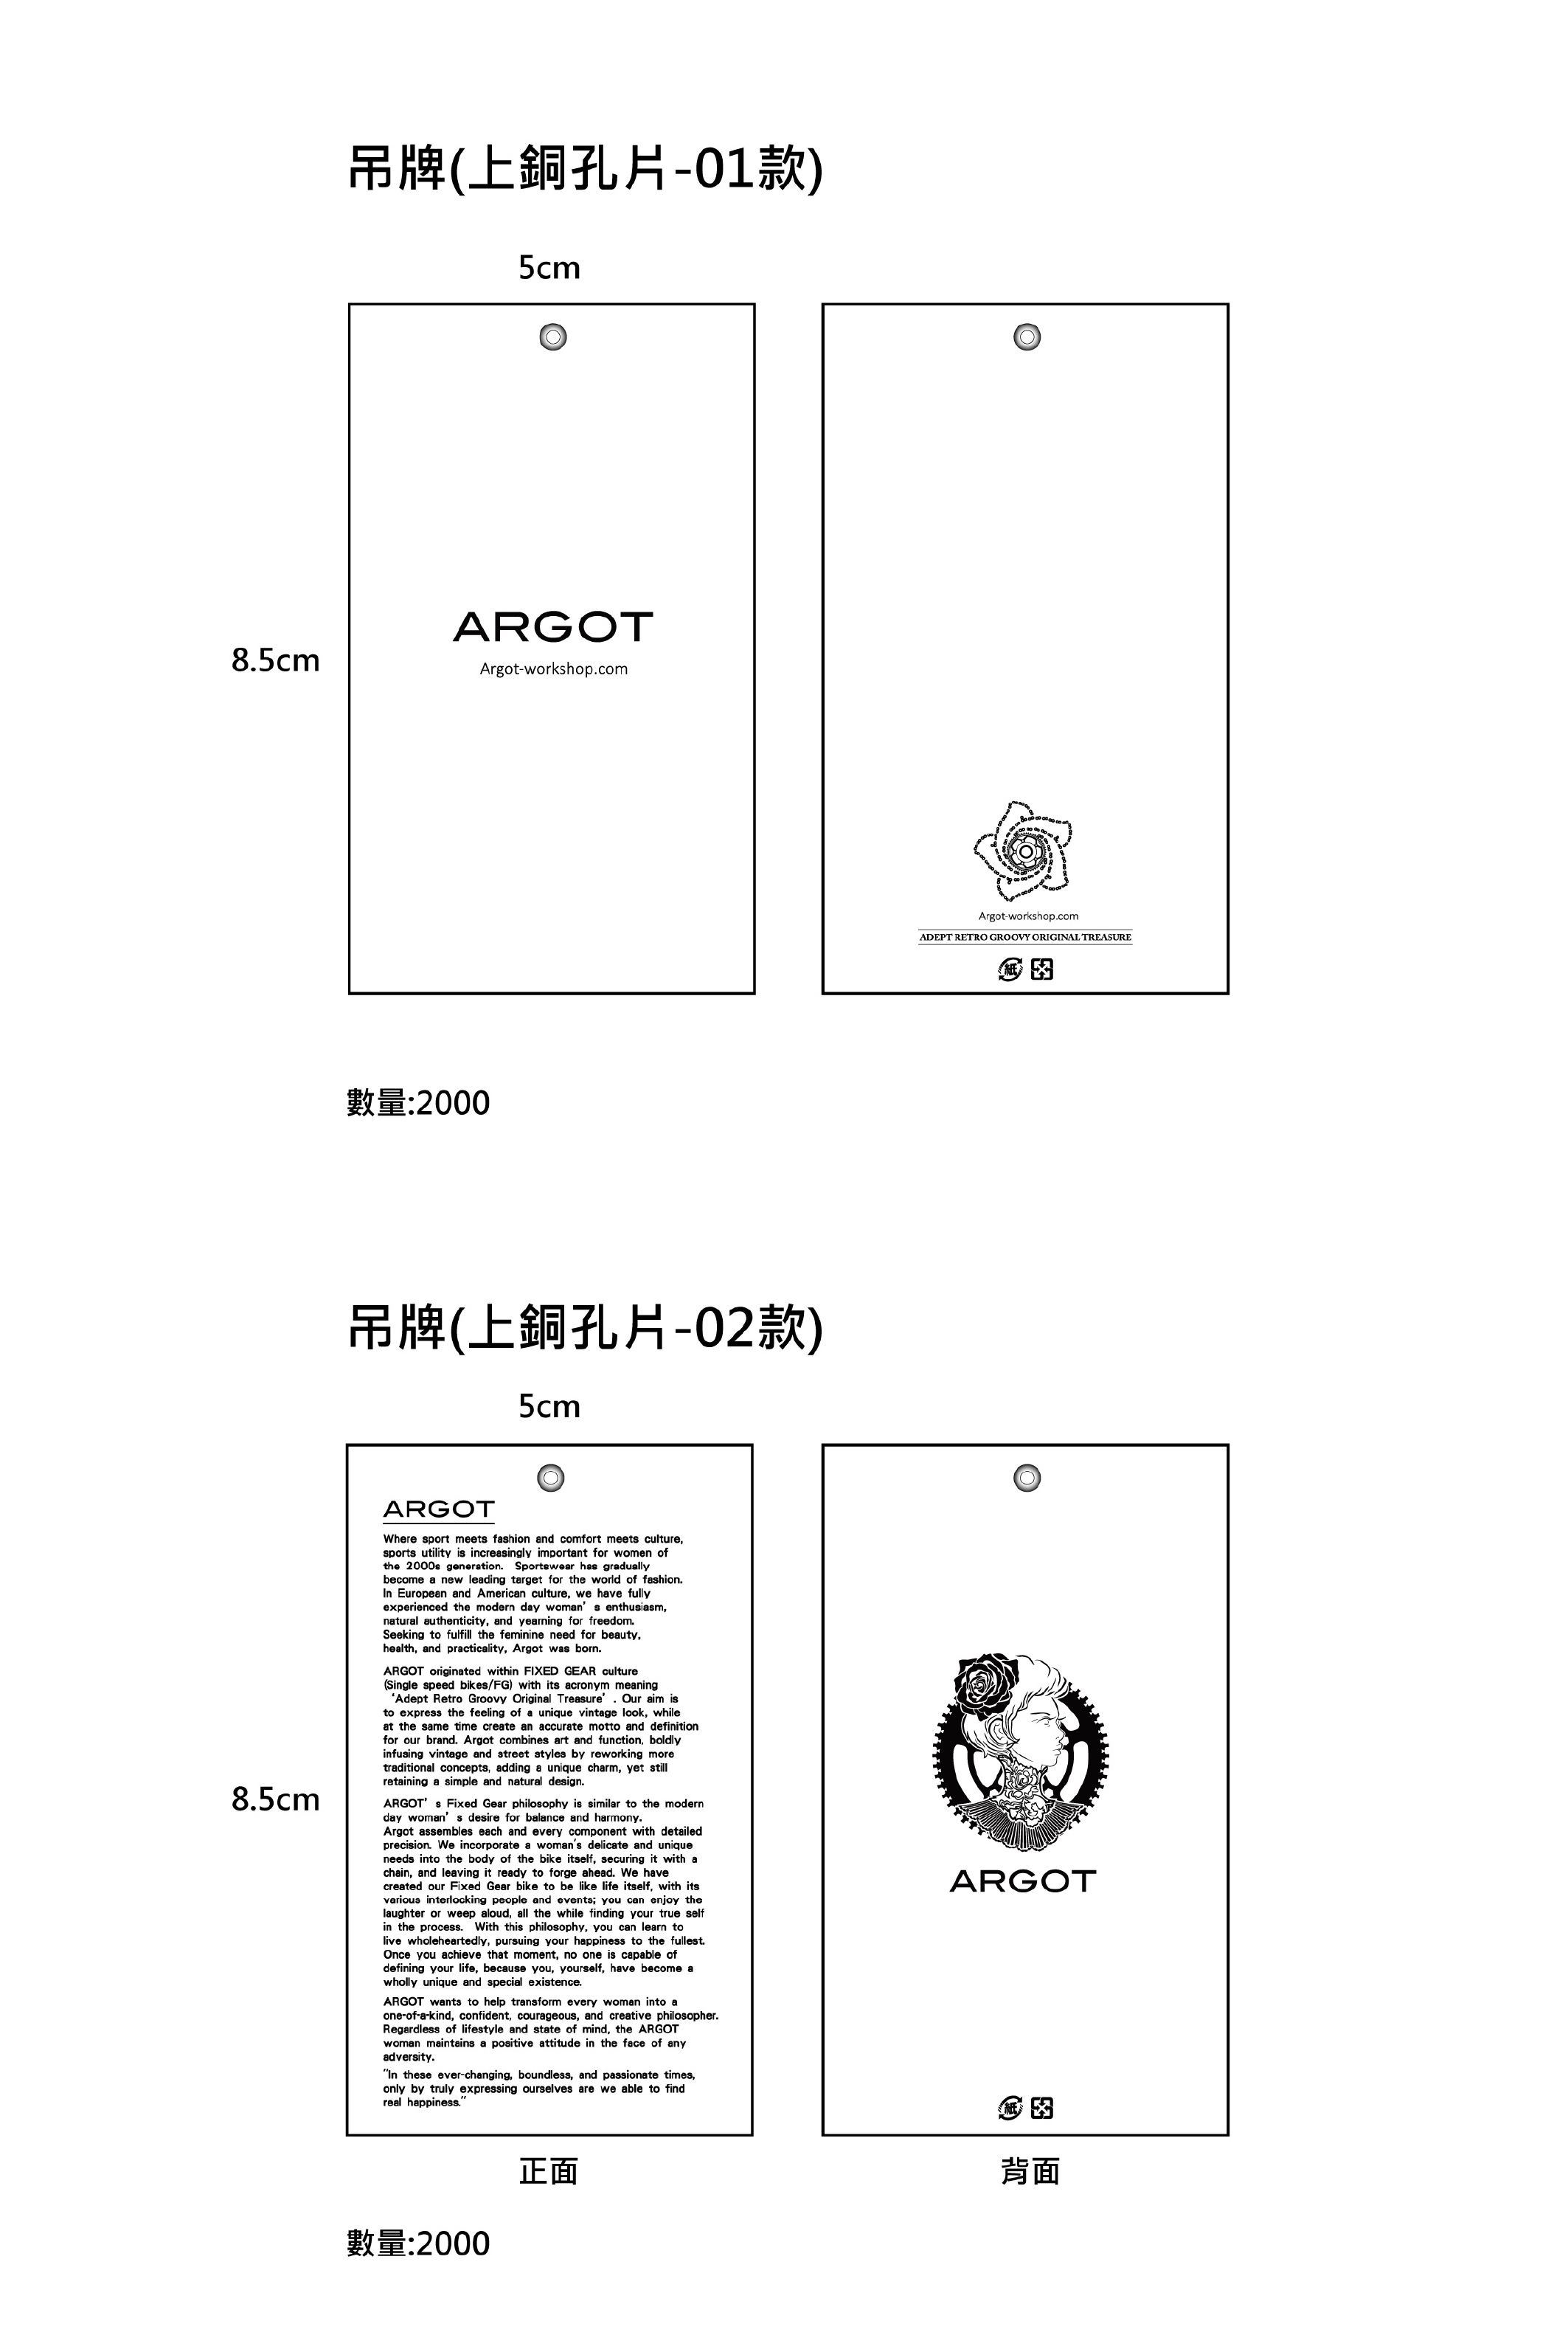 吊牌(上銅孔片-01款)
5cm
8.5cm
ARGOT
Argot-workshop.com
Argot-workshop.com
ADEPT RETRO GROOVY ORIGINAL TREASURE
紙
數量:2000
吊牌(上銅孔片-02款)
5cm
8.5cm
ARGOT
Where sport meets fashion and comfort meets culture,
sports utility is increasingly important for women of
the 2000s generation.  Sportswear has gradually
become a new leading target for the world of fashion.
In European and American culture, we have fully
experienced the modern day woman’ s enthusiasm,
natural authenticity, and yearning for freedom.
Seeking to fulfill the feminine need for beauty,
health, and practicality, Argot was born.
ARGOT originated within FIXED GEAR culture
(Single speed bikes/FG) with its acronym meaning
‘Adept Retro Groovy Original Treasure’ . Our aim is
to express the feeling of a unique vintage look, while
at the same time create an accurate motto and definition
for our brand. Argot combines art and function, boldly
infusing vintage and street styles by reworking more
traditional concepts, adding a unique charm, yet still
retaining a simple and natural design.
ARGOT’ s Fixed Gear philosophy is similar to the modern
day woman’ s desire for balance and harmony.
Argot assembles each and every component with detailed
precision. We incorporate a woman's delicate and unique
needs into the body of the bike itself, securing it with a
chain, and leaving it ready to forge ahead. We have
created our Fixed Gear bike to be like life itself, with its
various interlocking people and events; you can enjoy the
laughter or weep aloud, all the while finding your true self
in the process.  With this philosophy, you can learn to
live wholeheartedly, pursuing your happiness to the fullest.
Once you achieve that moment, no one is capable of
defining your life, because you, yourself, have become a
wholly unique and special existence.
ARGOT wants to help transform every woman into a
one-of-a-kind, confident, courageous, and creative philosopher.
Regardless of lifestyle and state of mind, the ARGOT
woman maintains a positive attitude in the face of any
adversity.
"In these ever-changing, boundless, and passionate times,
only by truly expressing ourselves are we able to find
real happiness."
ARGOT
紙
正面
背面
數量:2000